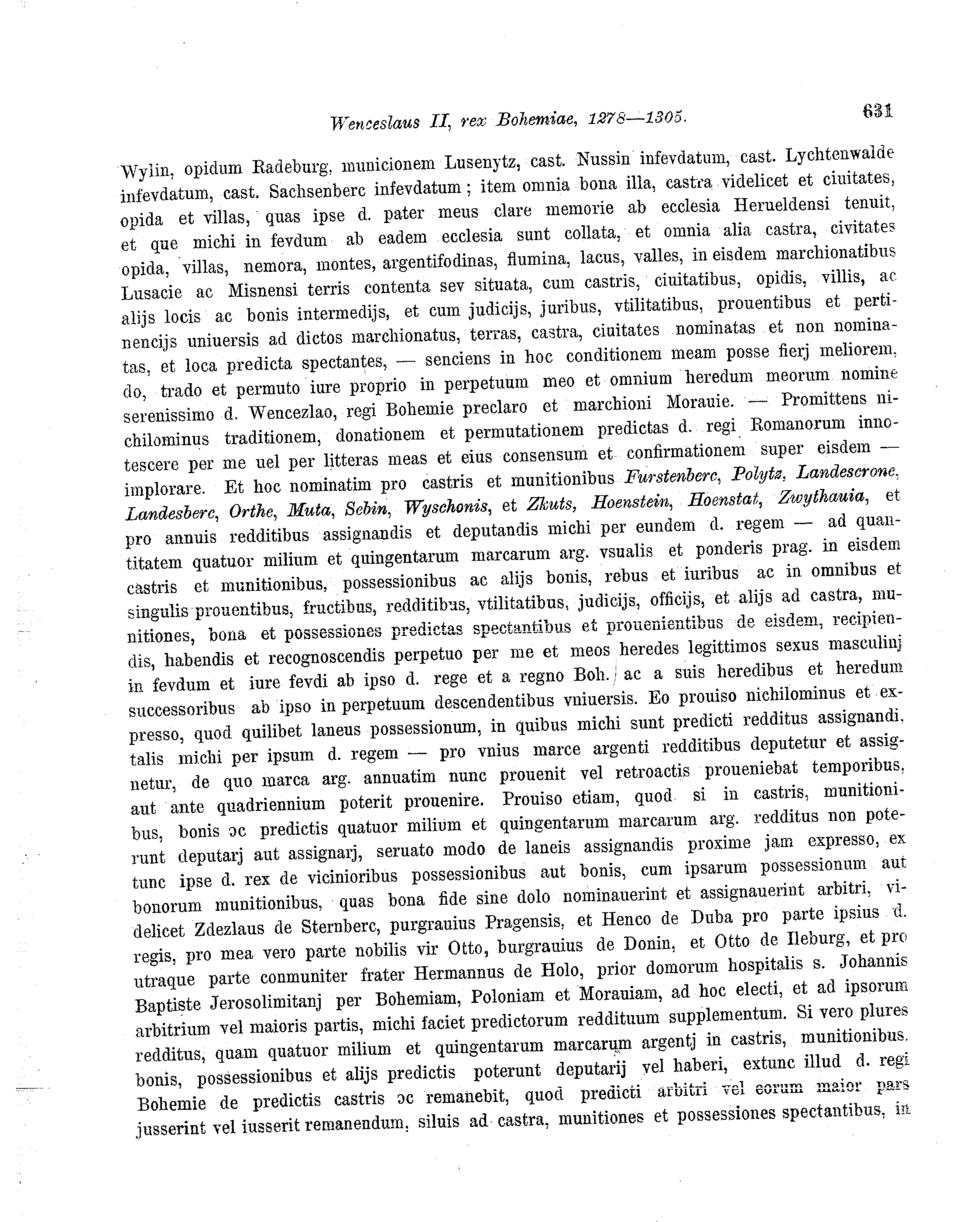 Wenceslaus II, rex Bohemiae, 1278—1305.
631
Wylin, opidum Radeburg, municionem Lusenytz, cast. Nussin infevdatum, cast. Lychtenwalde
infevdatum, cast. Sachsenberc infevdatum; item omnia bona illa, castra videlicet et ciuitates,
opida et villas, quas ipse d. pater meus clare memorie ab ecclesia Herueldensi tenuit,
et que michi in fevdum ab eadem ecclesia sunt collata, et omnia alia castra, civitates
opida, villas, nemora, montes, argentifodinas, flumina, lacus, valles, in eisdem marchionatibus
Lusacie ac Misnensi terris contenta sev situata, cum castris, ciuitatibus, opidis, villis, ac
alijs locis ac bonis intermedijs, et cum judicijs, juribus, vtilitatibus, prouentibus et perti-
nencijs uniuersis ad dictos marchionatus, terras, castra, ciuitates nominatas et non nomina-
tas, et loca predicta spectantes, — senciens in hoc conditionem meam posse fierj meliorem,
do, trado et permuto iure proprio in perpetuum meo et omnium heredum meorum nomine
serenissimo d. Wencezlao, regi Bohemie preclaro et marchioni Morauie. — Promittens ni-
chilominus traditionem, donationem et permutationem predictas d. regi Romanorum inno-
tescere per me uel per litteras meas et eius consensum et confirmationem super eisdem —
implorare. Et hoc nominatim pro castris et munitionibus Furstenberc, Polytz, Landescrone,
Landesberc, Orthe, Muta, Sebin, Wyschonis, et Zkuts, Hoenstein, Hoenstat, Zwythauia, et
pro annuis redditibus assignandis et deputandis michi per eundem d. regem — ad quan-
titatem quatuor milium et quingentarum marcarum arg. vsualis et ponderis prag. in eisdem
castris et munitionibus, possessionibus ac alijs bonis, rebus et iuribus ac in omnibus et
singulis prouentibus, fructibus, redditibus, vtilitatibus, judicijs, officijs, et alijs ad castra, mu-
nitiones, bona et possessiones predictas spectantibus et prouenientibus de eisdem, recipien-
dis, habendis et recognoscendis perpetuo per me et meos heredes legittimos sexus masculinj
in fevdum et iure fevdi ab ipso d. rege et a regno Boh. ac a suis heredibus et heredum
successoribus ab ipso in perpetuum descendentibus vniuersis. Eo prouiso nichilominus et ex-
presso, quod quilibet laneus possessionum, in quibus michi sunt predicti redditus assignandi,
talis michi per ipsum d. regem — pro vnius marce argenti redditibus deputetur et assig-
netur, de quo marca arg. annuatim nunc prouenit vel retroactis proueniebat temporibus,
aut ante quadriennium poterit prouenire. Prouiso etiam, quod si in castris, munitioni-
bus, bonis ɔc predictis quatuor milium et quingentarum marcarum arg. redditus non pote-
runt deputarj aut assignarj, seruato modo de laneis assignandis proxime jam expresso, ex
tunc ipse d. rex de vicinioribus possessionibus aut bonis, cum ipsarum possessionum aut
bonorum munitionibus, quas bona fide sine dolo nominauerint et assignauerint arbitri, vi-
delicet Zdezlaus de Sternberc, purgrauius Pragensis, et Henco de Duba pro parte ipsius d.
regis, pro mea vero parte nobilis vir Otto, burgrauius de Donin, et Otto de Ileburg, et pro
utraque parte conmuniter frater Hermannus de Holo, prior domorum hospitalis s. Johannis
Baptiste Jerosolimitanj per Bohemiam, Poloniam et Morauiam, ad hoc electi, et ad ipsorum
arbitrium vel maioris partis, michi faciet predictorum reddituum supplementum. Si vero plures
redditus, quam quatuor milium et quingentarum marcarum argentj in castris, munitionibus,
bonis, possessionibus et alijs predictis poterunt deputarij vel haberi, extunc illud d. regi
Bohemie de predictis castris ɔc remanebit, quod predicti arbitri vel eorum maior pars
jusserint vel iusserit remanendum, siluis ad castra, munitiones et possessiones spectantibus, in